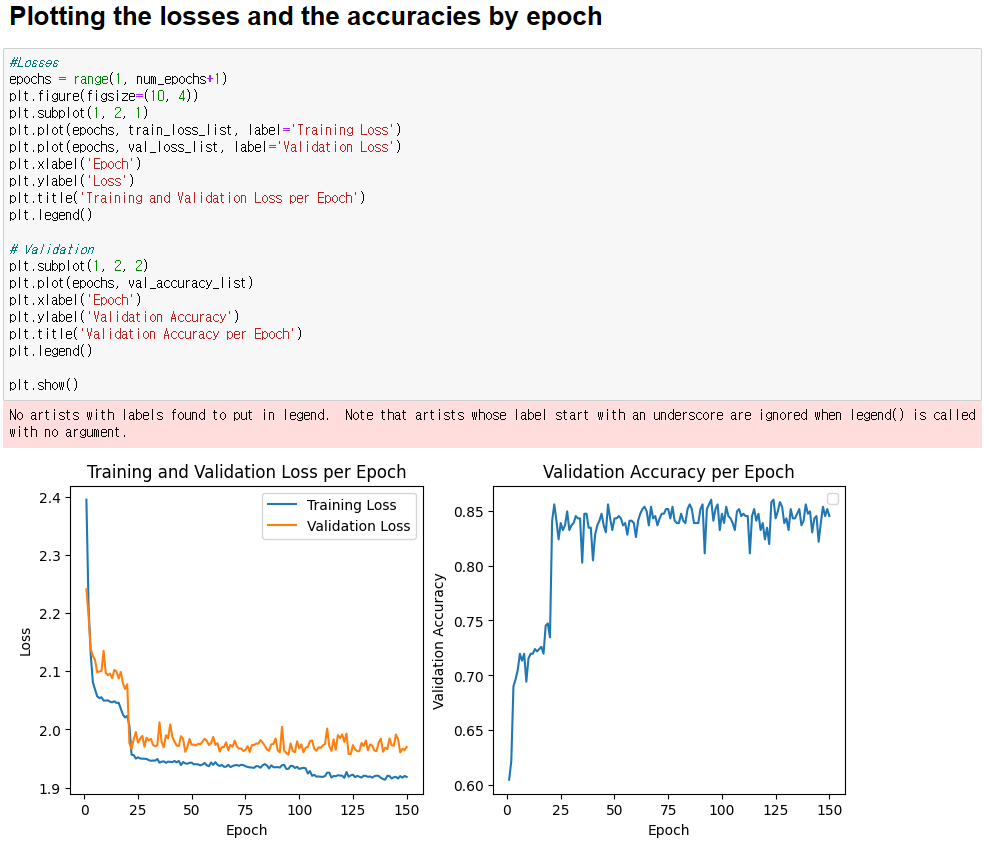 Plotting the losses and the accuracies by epoch
#Losses
epochs = range(1, num_epochs+1)
plt.figure(figsize=(10, 4))
plt.subplot(1, 2, 1)
plt.plot(epochs, train_loss_list, label='Training Loss')
plt.plot(epochs, val_loss_list, label='Validation Loss')
plt.xlabel('Epoch')
plt.ylabel('Loss')
plt.title('Training and Validation Loss per Epoch')
plt.legend()
# Validation
plt.subplot(1, 2, 2)
plt.plot(epochs, val_accuracy_list)
plt.xlabel('Epoch')
plt.ylabel('Validation Accuracy')
plt.title('Validation Accuracy per Epoch')
plt.legend()
plt.show()
No artists with labels found to put in legend.  Note that artists whose label start with an underscore are ignored when legend() is called
with no argument.
Training and Validation Loss per Epoch
Training Loss
Validation Loss
2.4
2.3
2.2
2.1
2.0
1.9
Loss
0 25 50 75 100 125 150
Epoch
Validation Accuracy per Epoch
0.85
0.80
0.75
0.70
0.65
0.60
Validation Accuracy
0 25 50 75 100 125 150
Epoch